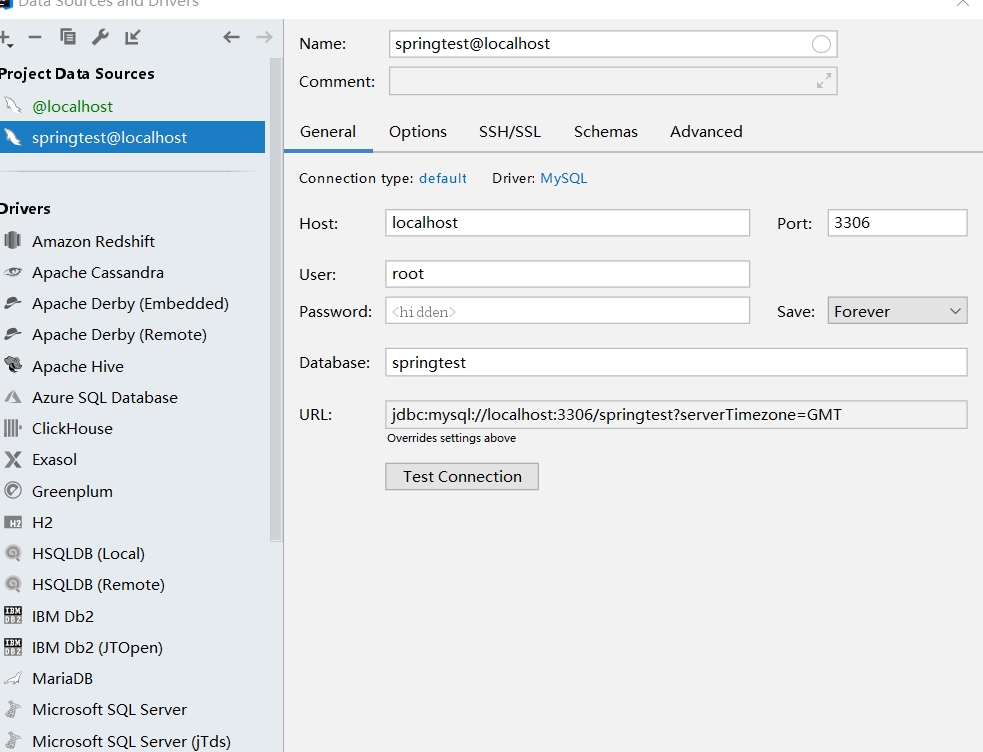 Data Sources and Drivers
Project Data Sources
@localhost
springtest@localhost
Drivers
Amazon Redshift
Apache Cassandra
Apache Derby (Embedded)
Apache Derby (Remote)
Apache Hive
Azure SQL Database
ClickHouse
Exasol
Greenplum
H2
HSQLDB (Local)
HSQLDB (Remote)
IBM Db2
IBM Db2 (JTOpen)
MariaDB
Microsoft SQL Server
Microsoft SQL Server (jTds)
Name: springtest@localhost
Comment:
General Options SSH/SSL Schemas Advanced
Connection type: default Driver: MySQL
Host: localhost Port: 3306
User: root
Password: <hidden> Save: Forever
Database: springtest
URL: jdbc:mysql://localhost:3306/springtest?serverTimezone=GMT
Overrides settings above
Test Connection